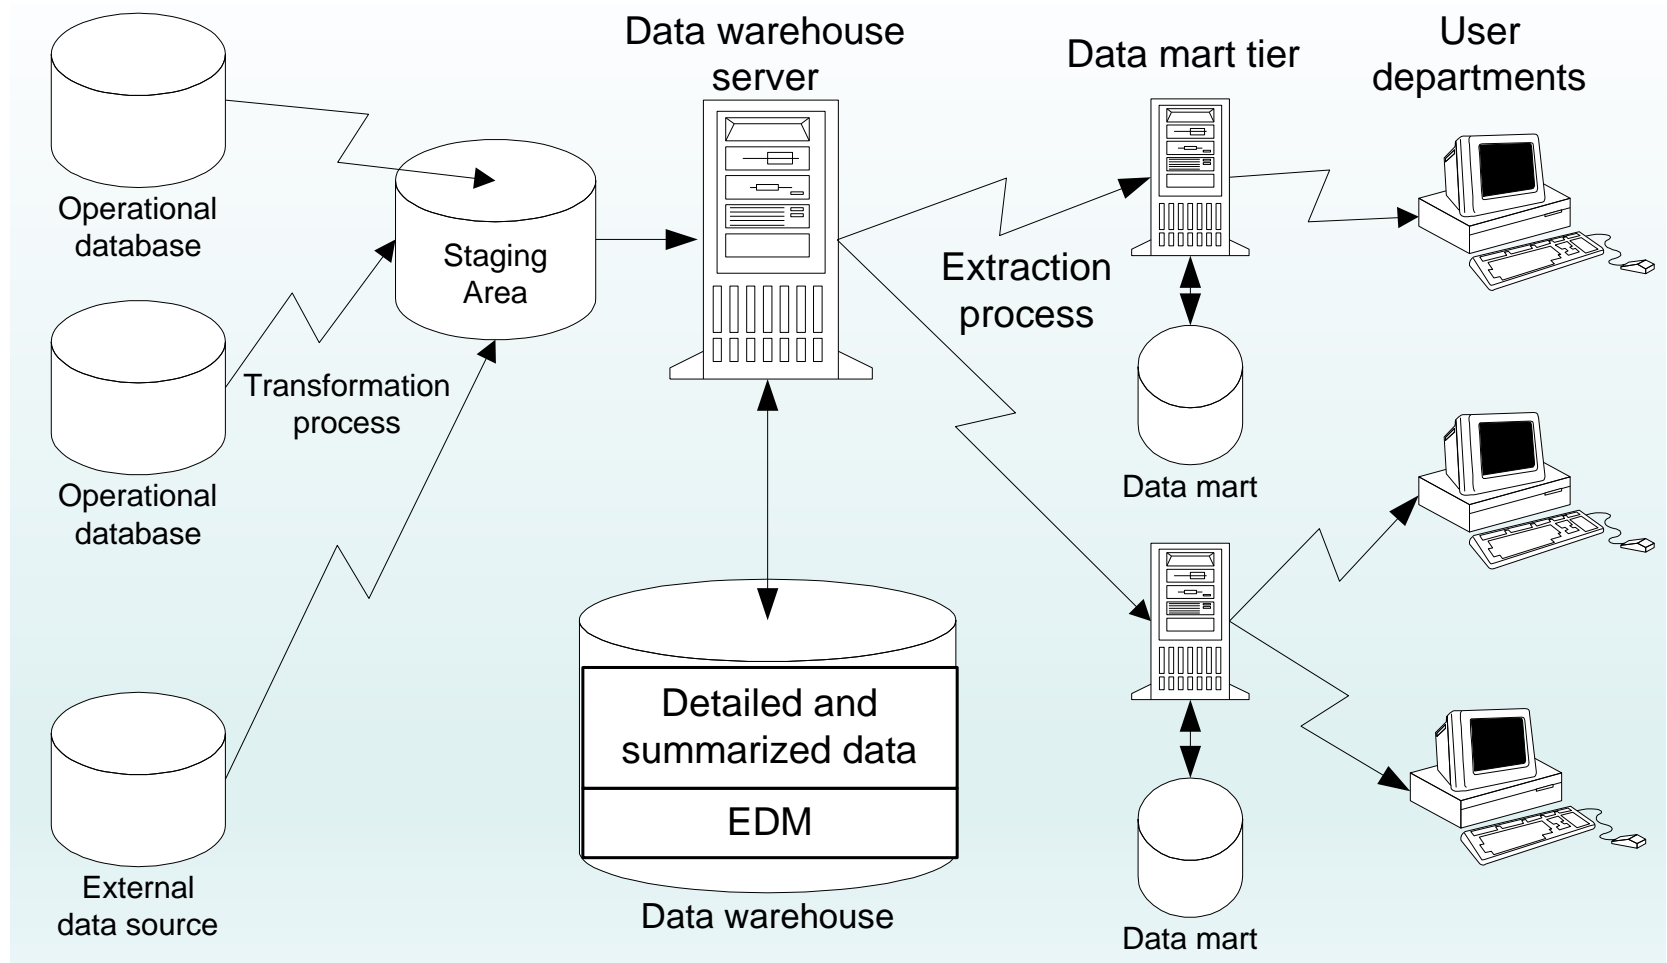 Data warehouse
server
Data mart tier
User
departments
Operational
database
Staging
Area
Extraction
process
Transformation
process
Operational
database
Data mart
Detailed and
summarized data
EDM
External
data source
Data warehouse
Data mart